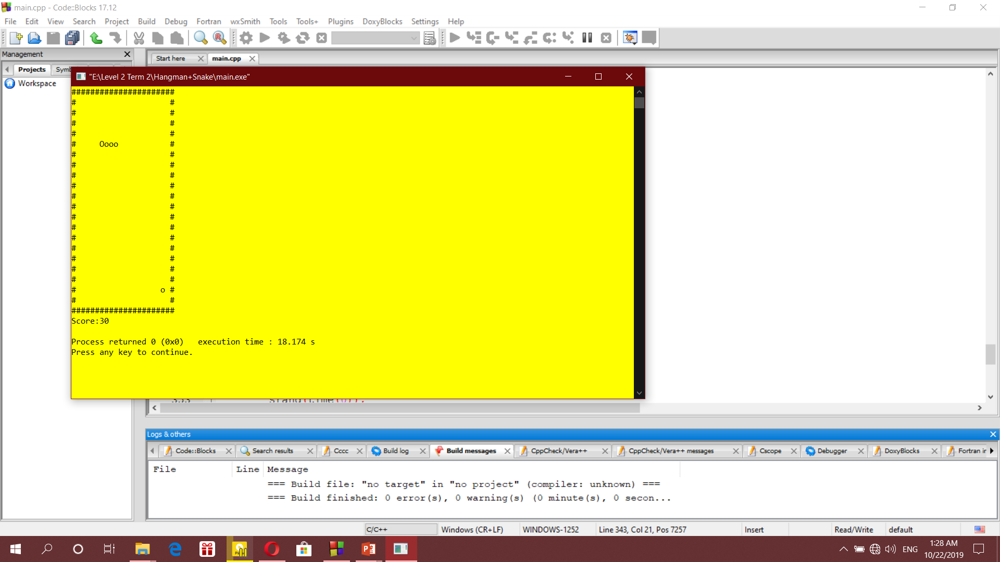 main.cpp - Code::Blocks 17.12
File Edit View Search Project Build Debug Fortran wxSmith Tools Tools+ Plugins DoxyBlocks Settings Help
Management
Start here main.cpp
Projects Symb
Workspace
"E:\Level 2 Term 2\Hangman+Snake\main.exe"
######################
#                    #
#                    #
#                    #
#                    #
#     Oooo           #
#                    #
#                    #
#                    #
#                    #
#                    #
#                    #
#                    #
#                    #
#                    #
#                    #
#                    #
#                    #
#                    #
#                  o #
#                    #
######################
Score:30
Process returned 0 (0x0)   execution time : 18.174 s
Press any key to continue.
Logs & others
Code::Blocks Search results Cccc Build log Build messages CppCheck/Vera++ CppCheck/Vera++ messages Cscope Debugger DoxyBlocks Fortran ir
File Line Message
=== Build file: "no target" in "no project" (compiler: unknown) ===
=== Build finished: 0 error(s), 0 warning(s) (0 minute(s), 0 secon...
C/C++ Windows (CR+LF) WINDOWS-1252 Line 343, Col 21, Pos 7257 Insert Read/Write default
ENG 1:28 AM
10/22/2019